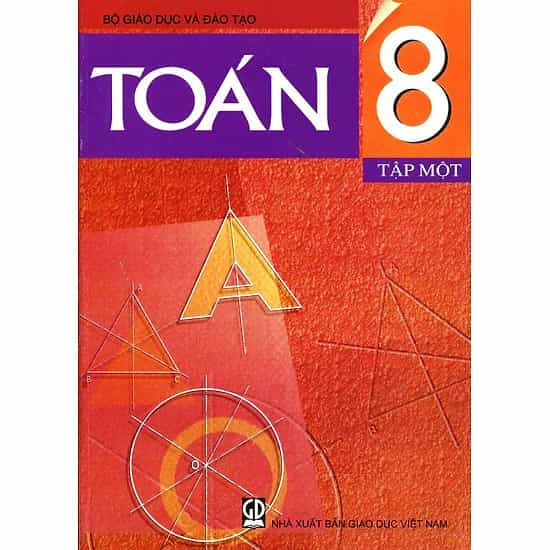 BỘ GIÁO DỤC VÀ ĐÀO TẠO
TOÁN 8
TẬP MỘT
A
A
B
C
O
GD
NHÀ XUẤT BẢN GIÁO DỤC VIỆT NAM